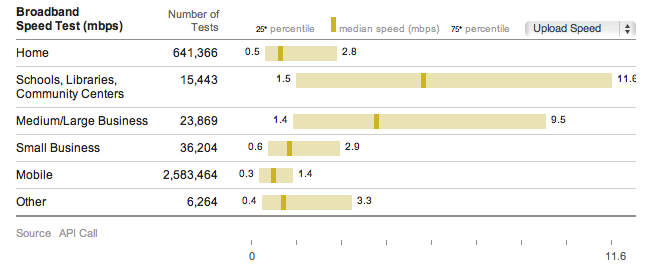 Broadband
Speed Test (mbps)
Number of
Tests
25* percentile
median speed (mbps)
75* percentile
Upload Speed
Home 641,366 0.5 2.8
Schools, Libraries,
Community Centers
15,443 1.5 11.6
Medium/Large Business 23,869 1.4 9.5
Small Business 36,204 0.6 2.9
Mobile 2,583,464 0.3 1.4
Other 6,264 0.4 3.3
Source API Call
0 11.6